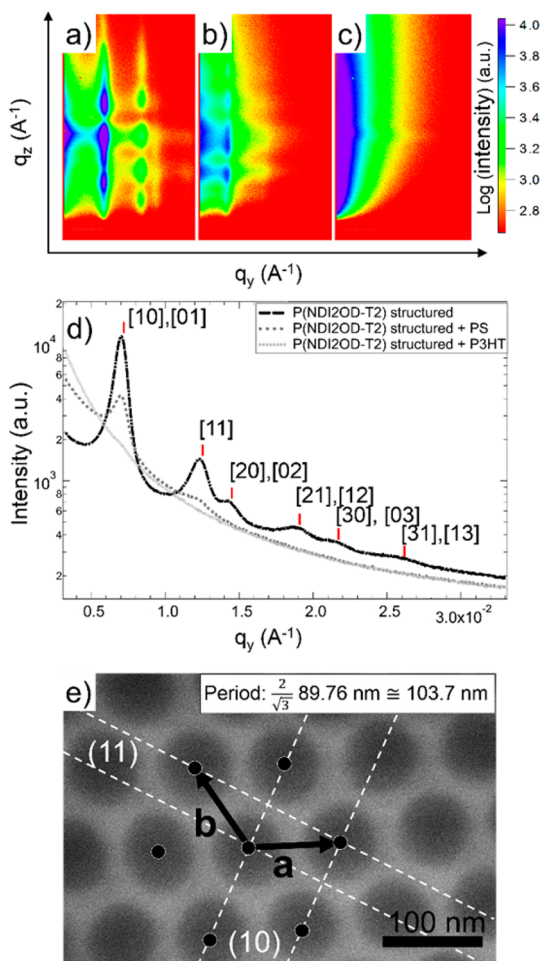 a)
b)
c)
q_z (A⁻¹)
q_y (A⁻¹)
4.0
3.8
3.6
3.4
3.2
3.0
2.8
Log (intensity) (a.u.)
d)
P(NDI2OD-T2) structured
P(NDI2OD-T2) structured + PS
P(NDI2OD-T2) structured + P3HT
[10],[01]
[11]
[20],[02]
[21],[12]
[30], [03]
[31],[13]
Intensity (a.u.)
2
10⁴
8
6
4
2
10³
8
6
4
2
0.5
1.0
1.5
2.0
2.5
3.0x10⁻²
q_y (A⁻¹)
e)
Period: 2/√3 89.76 nm ≅ 103.7 nm
(11)
b
a
(10)
100 nm